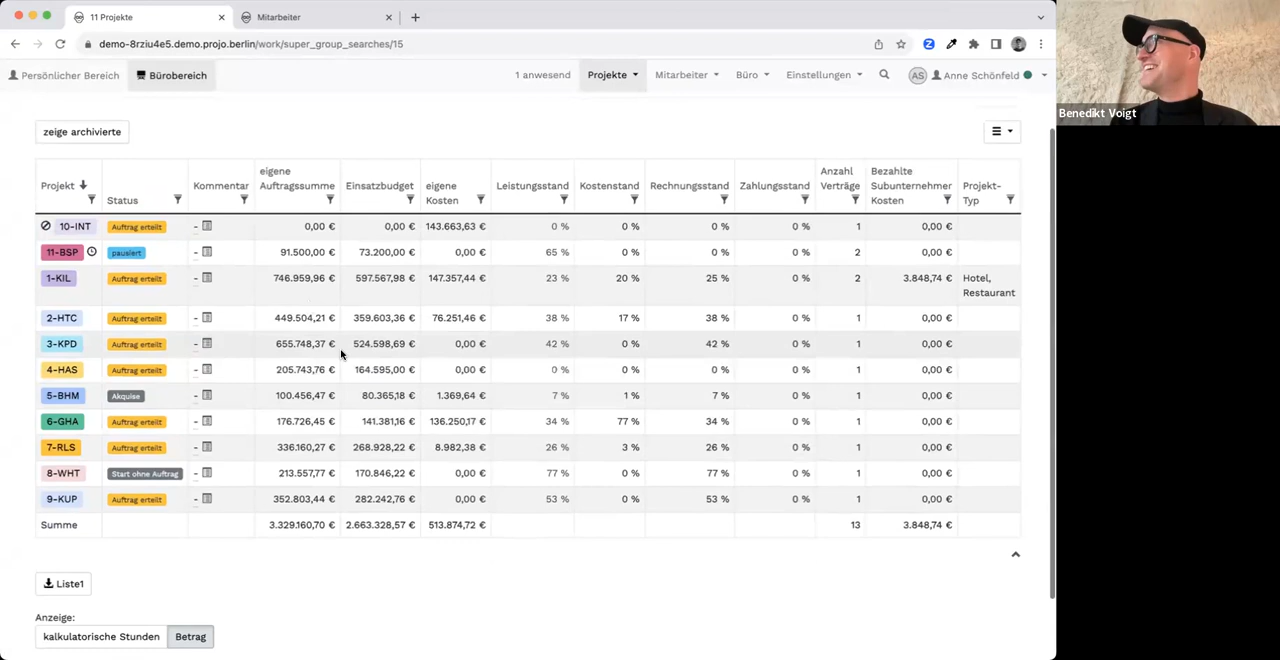 11 Projekte
Mitarbeiter
demo-8rziu4e5.demo.projo.berlin/work/super_group_searches/15
Persönlicher Bereich Bürobereich 1 anwesend Projekte Mitarbeiter Büro Einstellungen AS Anne Schönfeld
Benedikt Voigt
zeige archivierte
Projekt Status Kommentar eigene Auftragssumme Einsatzbudget eigene Kosten Leistungsstand Kostenstand Rechnungsstand Zahlungsstand Anzahl Verträge Bezahlte Subunternehmer Kosten Projekt-Typ
10-INT Auftrag erteilt - 0,00 € 0,00 € 143.663,63 € 0 % 0 % 0 % 0 % 1 0,00 €
11-BSP pausiert - 91.500,00 € 73.200,00 € 0,00 € 65 % 0 % 0 % 0 % 2 0,00 €
1-KIL Auftrag erteilt - 746.959,96 € 597.567,98 € 147.357,44 € 23 % 20 % 25 % 0 % 2 3.848,74 € Hotel, Restaurant
2-HTC Auftrag erteilt - 449.504,21 € 359.603,36 € 76.251,46 € 38 % 17 % 38 % 0 % 1 0,00 €
3-KPD Auftrag erteilt - 655.748,37 € 524.598,69 € 0,00 € 42 % 0 % 42 % 0 % 1 0,00 €
4-HAS Auftrag erteilt - 205.743,76 € 164.595,00 € 0,00 € 0 % 0 % 0 % 0 % 1 0,00 €
5-BHM Akquise - 100.456,47 € 80.365,18 € 1.369,64 € 7 % 1 % 7 % 0 % 1 0,00 €
6-GHA Auftrag erteilt - 176.726,45 € 141.381,16 € 136.250,17 € 34 % 77 % 34 % 0 % 1 0,00 €
7-RLS Auftrag erteilt - 336.160,27 € 268.928,22 € 8.982,38 € 26 % 3 % 26 % 0 % 1 0,00 €
8-WHT Start ohne Auftrag - 213.557,77 € 170.846,22 € 0,00 € 77 % 0 % 77 % 0 % 1 0,00 €
9-KUP Auftrag erteilt - 352.803,44 € 282.242,76 € 0,00 € 53 % 0 % 53 % 0 % 1 0,00 €
Summe 3.329.160,70 € 2.663.328,57 € 513.874,72 € 13 3.848,74 €
Liste1
Anzeige:
kalkulatorische Stunden Betrag